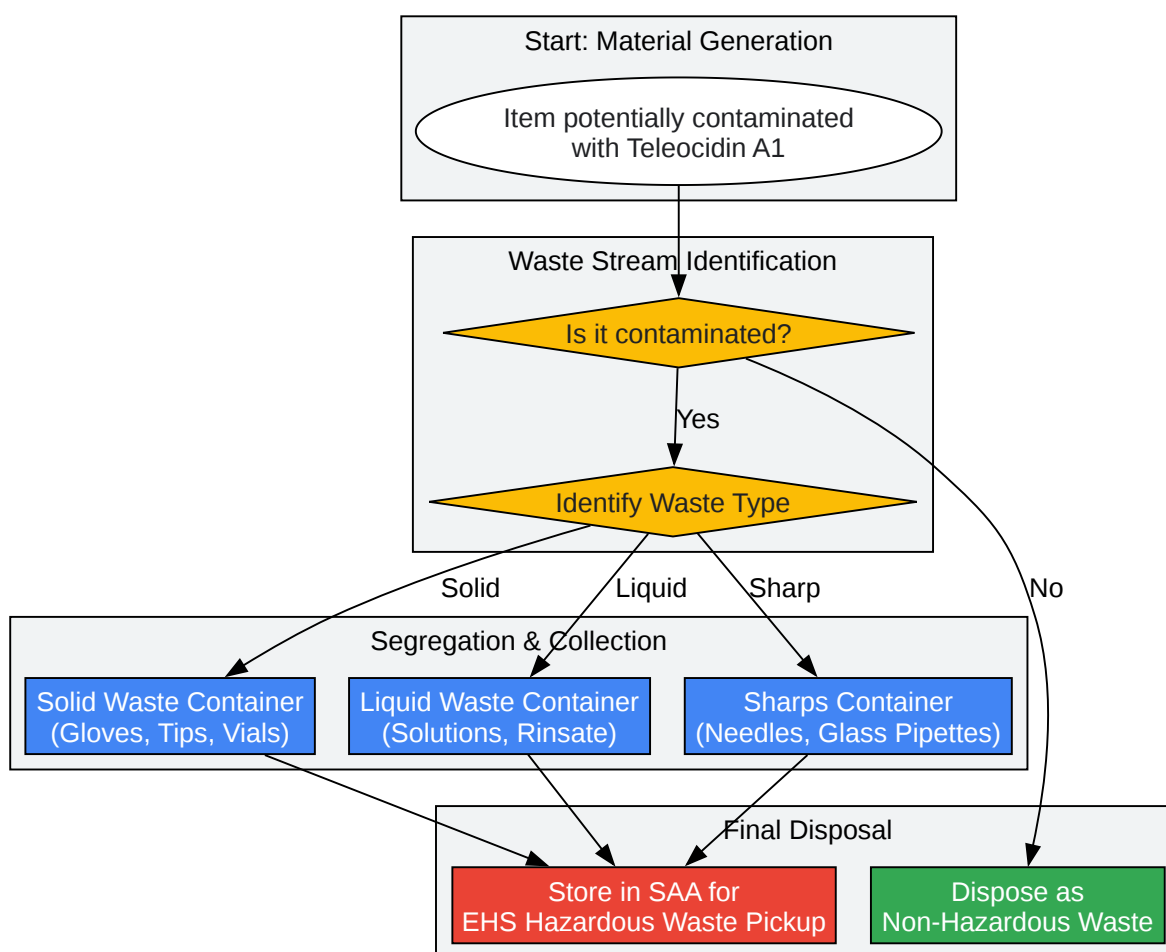 Start: Material Generation
Item potentially contaminated
with Teleocidin A1
Waste Stream Identification
Is it contaminated?
Yes
Identify Waste Type
Solid
Liquid
Sharp
No
Segregation & Collection
Solid Waste Container
(Gloves, Tips, Vials)
Liquid Waste Container
(Solutions, Rinsate)
Sharps Container
(Needles, Glass Pipettes)
Final Disposal
Store in SAA for
EHS Hazardous Waste Pickup
Dispose as
Non-Hazardous Waste